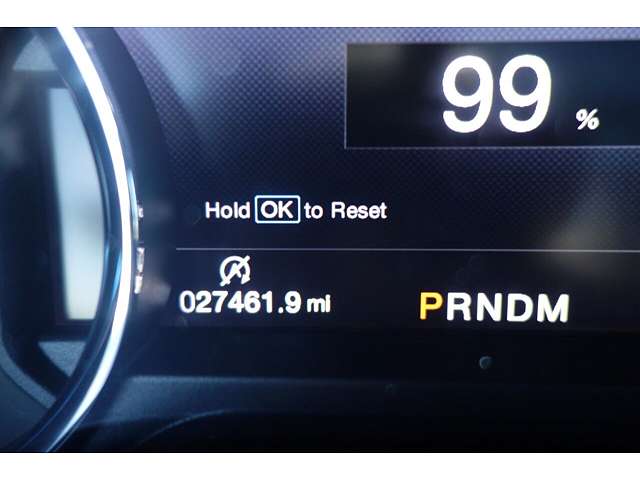 99 %
Hold OK to Reset
A
027461.9 mi PRNDM